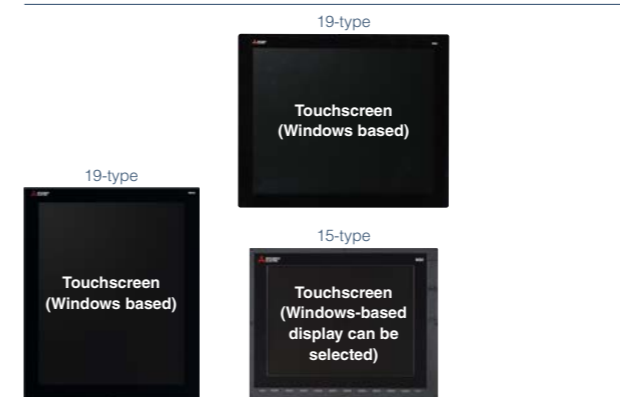 19-type
Touchscreen
(Windows based)
19-type
Touchscreen
(Windows based)
15-type
Touchscreen
(Windows-based
display can be
selected)